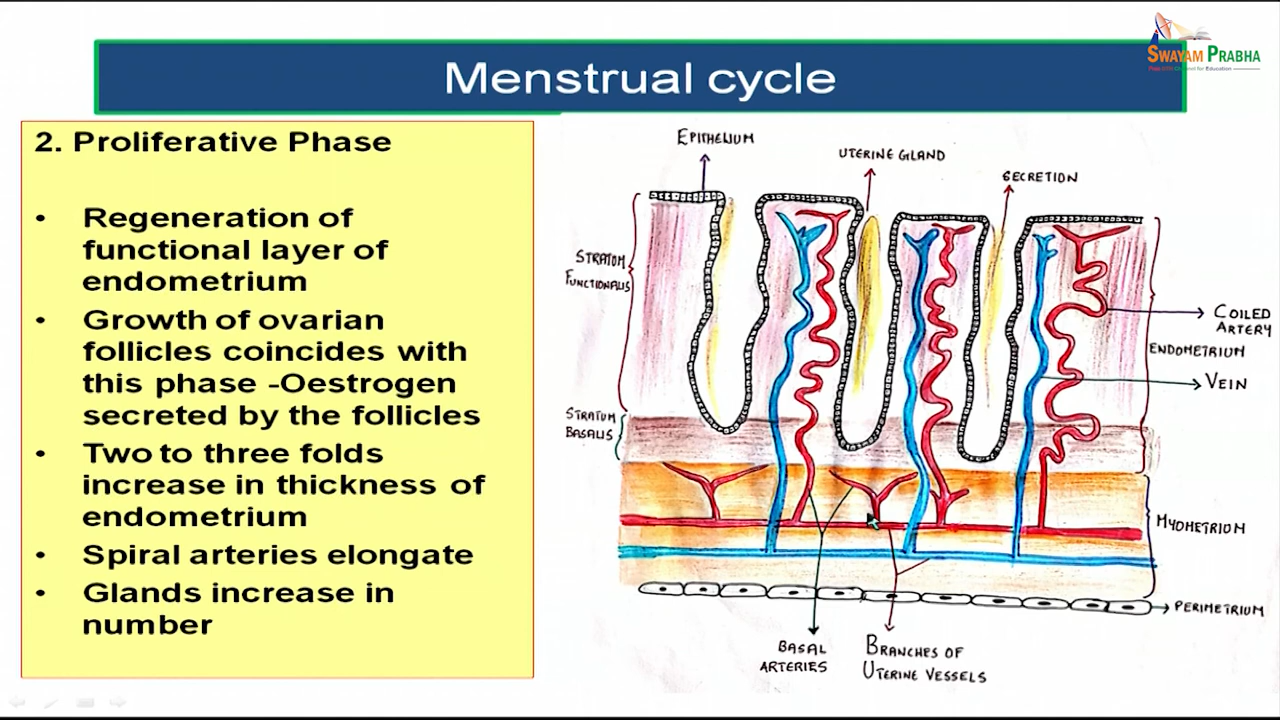 SWAYAM PRABHA
Menstrual cycle
2. Proliferative Phase
• Regeneration of
functional layer of
endometrium
• Growth of ovarian
follicles coincides with
this phase -Oestrogen
secreted by the follicles
• Two to three folds
increase in thickness of
endometrium
• Spiral arteries elongate
• Glands increase in
number
EPITHELIUM
UTERINE GLAND
SECRETION
STRATUM
FUNCTIONALIS
STRATUM
BASALIS
COILED
ARTERY
ENDOMETRIUM
VEIN
MYOMETRIUM
PERIMETRIUM
BASAL
ARTERIES
BRANCHES OF
UTERINE VESSELS